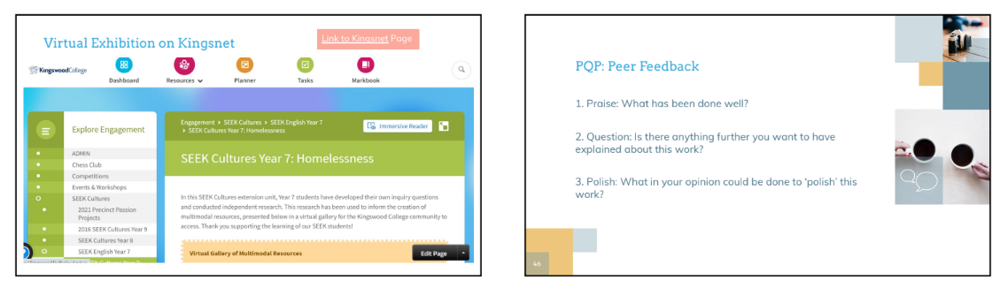 Virtual Exhibition on Kingsnet
Link to Kingsnet Page
KingswoodCollege
Dashboard
Resources
Planner
Tasks
Markbook
Explore Engagement
ADMIN
Chess Club
Competitions
Events & Workshops
SEEK Cultures
2021 Precinct Passion
Projects
2016 SEEK Cultures Year 9
SEEK Cultures Year 8
SEEK English Year 7
Engagement > SEEK Cultures > SEEK English Year 7
> SEEK Cultures Year 7: Homelessness
Immersive Reader
SEEK Cultures Year 7: Homelessness
In this SEEK Cultures extension unit, Year 7 students have developed their own inquiry questions
and conducted independent research. This research has been used to inform the creation of
multimodal resources, presented below in a virtual gallery for the Kingswood College community to
access. Thank you supporting the learning of our SEEK students!
Virtual Gallery of Multimodal Resources
Edit Page
PQP: Peer Feedback
1. Praise: What has been done well?
2. Question: Is there anything further you want to have
explained about this work?
3. Polish: What in your opinion could be done to ‘polish’ this
work?
46